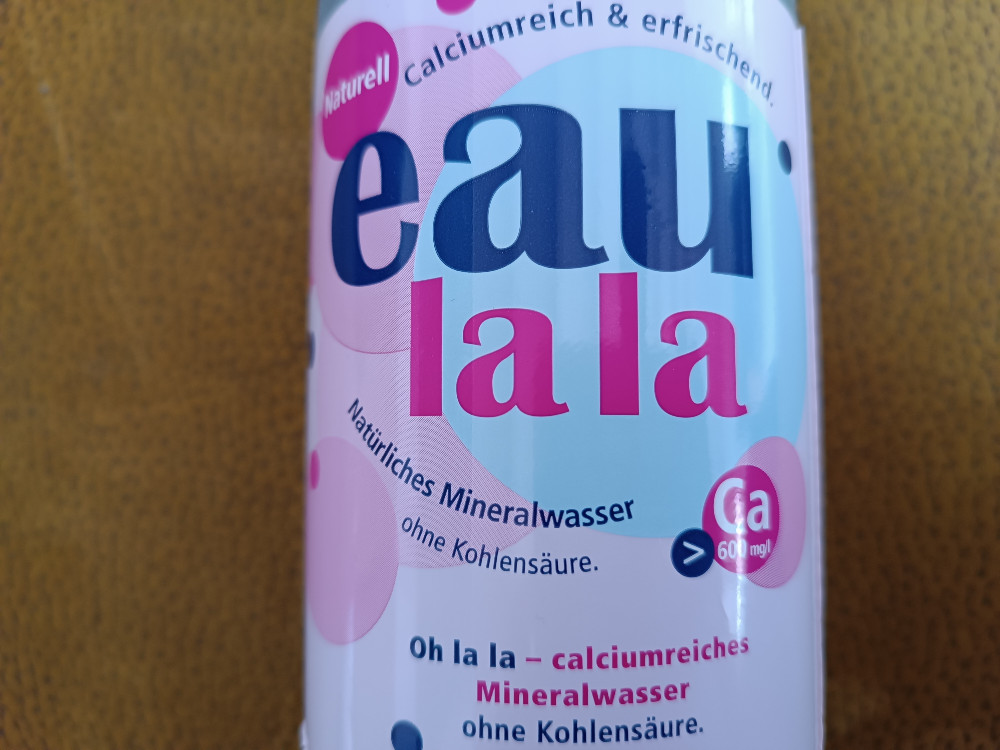 Calciumreich & erfrischend.
Naturell
eau
la la
Natürliches Mineralwasser
ohne Kohlensäure.
Ca
> 600 mg/l
Oh la la – calciumreiches
Mineralwasser
ohne Kohlensäure.